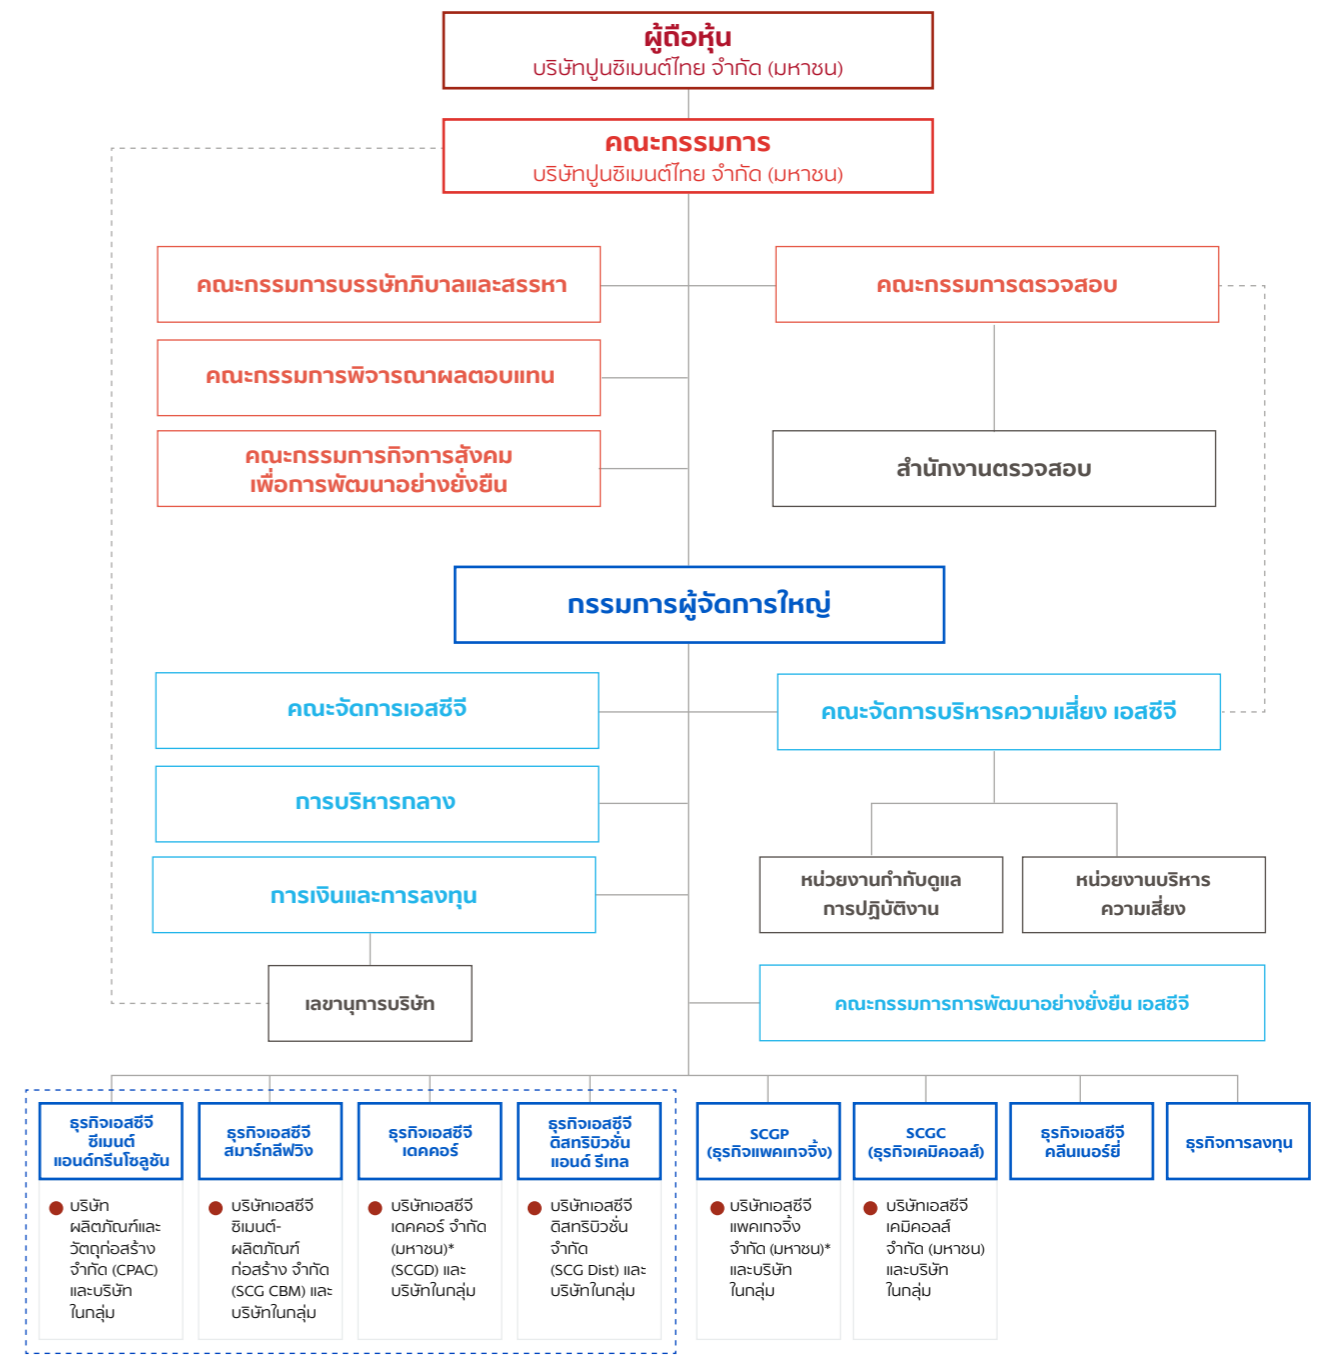 ผู้ถือหุ้น
บริษัทปูนซิเมนต์ไทย จำกัด (มหาชน)
คณะกรรมการ
บริษัทปูนซิเมนต์ไทย จำกัด (มหาชน)
คณะกรรมการบรรษัทภิบาลและสรรหา
คณะกรรมการตรวจสอบ
คณะกรรมการพิจารณาผลตอบแทน
คณะกรรมการกิจการสังคม
เพื่อการพัฒนาอย่างยั่งยืน
สำนักงานตรวจสอบ
กรรมการผู้จัดการใหญ่
คณะจัดการเอสซีจี
คณะจัดการบริหารความเสี่ยง เอสซีจี
การบริหารกลาง
การเงินและการลงทุน
หน่วยงานกำกับดูแล
การปฏิบัติงาน
หน่วยงานบริหาร
ความเสี่ยง
เลขานุการบริษัท
คณะกรรมการการพัฒนาอย่างยั่งยืน เอสซีจี
ธุรกิจเอสซีจี
ซีเมนต์
แอนด์กรีนโซลูชัน
ธุรกิจเอสซีจี
สมาร์ทลีฟวิง
ธุรกิจเอสซีจี
เดคคอร์
ธุรกิจเอสซีจี
ดิสทริบิวชั่น
แอนด์ รีเทล
SCGP
(ธุรกิจแพคเกจจิ้ง)
SCGC
(ธุรกิจเคมิคอลส์)
ธุรกิจเอสซีจี
คลีนเนอร์ยี่
ธุรกิจการลงทุน
บริษัท
ผลิตภัณฑ์และ
วัตถุก่อสร้าง
จำกัด (CPAC)
และบริษัท
ในกลุ่ม
บริษัทเอสซีจี
ซิเมนต์-
ผลิตภัณฑ์
ก่อสร้าง จำกัด
(SCG CBM) และ
บริษัทในกลุ่ม
บริษัทเอสซีจี
เดคคอร์ จำกัด
(มหาชน)*
(SCGD) และ
บริษัทในกลุ่ม
บริษัทเอสซีจี
ดิสทริบิวชั่น
จำกัด
(SCG Dist) และ
บริษัทในกลุ่ม
บริษัทเอสซีจี
แพคเกจจิ้ง
จำกัด (มหาชน)*
และบริษัท
ในกลุ่ม
บริษัทเอสซีจี
เคมิคอลส์
จำกัด (มหาชน)
และบริษัท
ในกลุ่ม